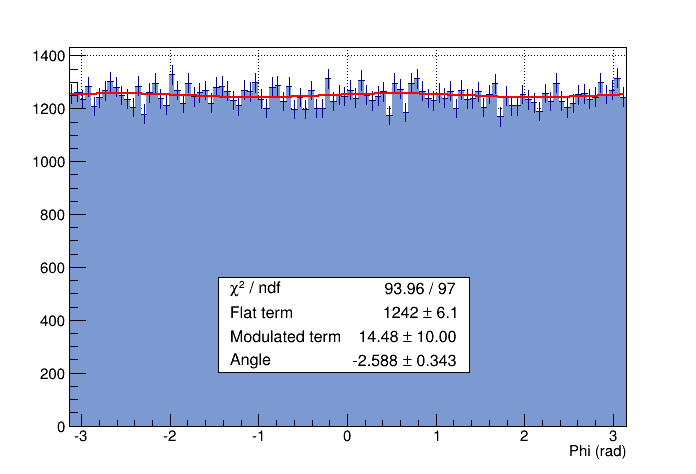 1400
1200
1000
800
600
400
200
0
χ² / ndf 93.96 / 97
Flat term 1242 ± 6.1
Modulated term 14.48 ± 10.00
Angle -2.588 ± 0.343
-3 -2 -1 0 1 2 3
Phi (rad)